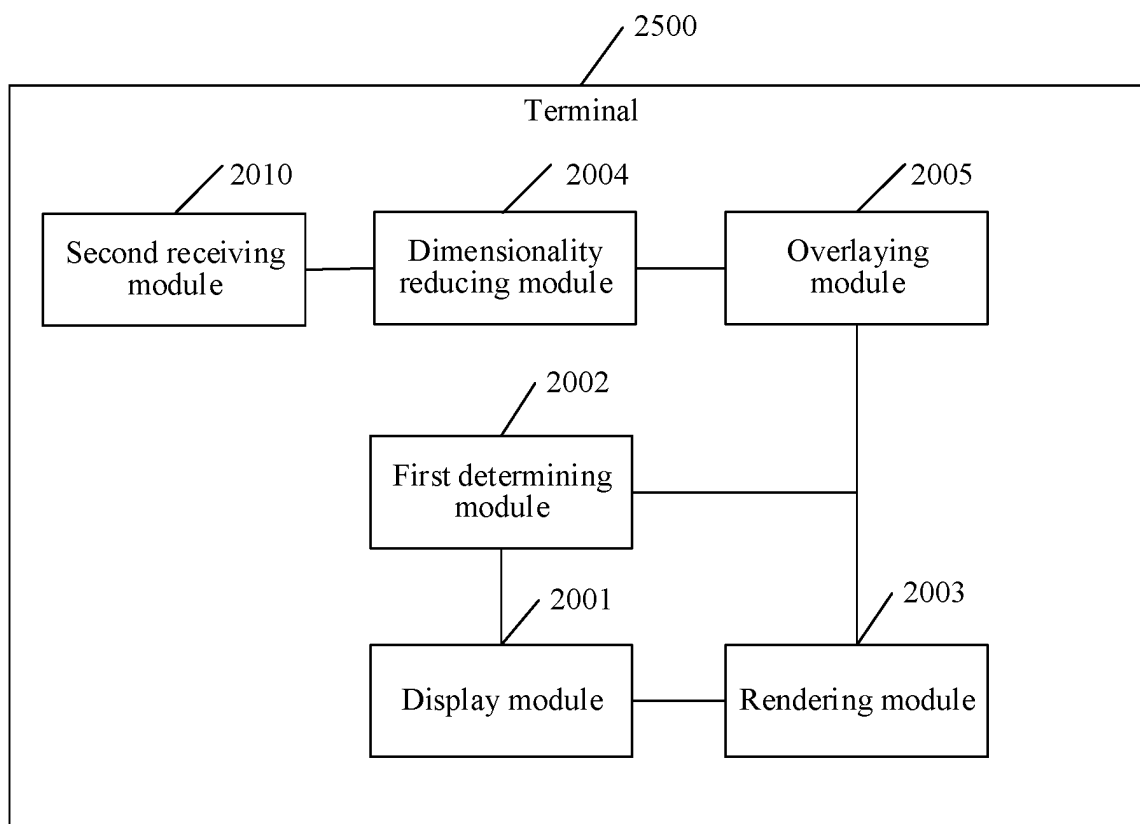 2500
Terminal
2010
2004
2005
Second receiving
module
Dimensionality
reducing module
Overlaying
module
2002
First determining
module
2001
2003
Display module
Rendering module